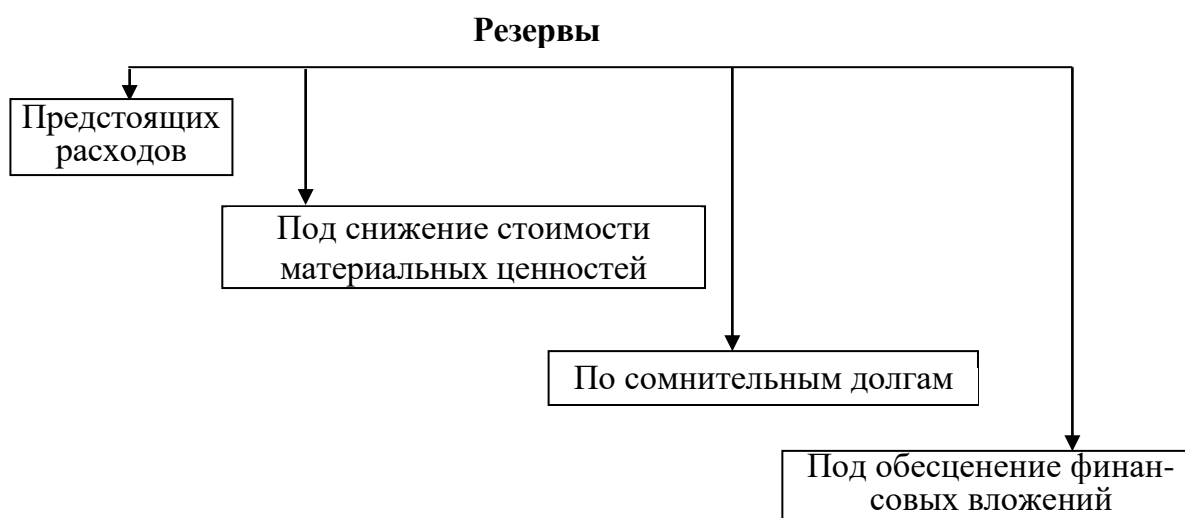 Резервы
Предстоящих
расходов
Под снижение стоимости
материальных ценностей
По сомнительным долгам
Под обесценение финан-
совых вложений